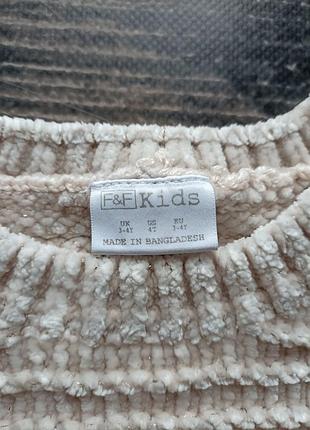 F&F Kids
UK US EU
3-4Y 4T 3-4Y
MADE IN BANGLADESH